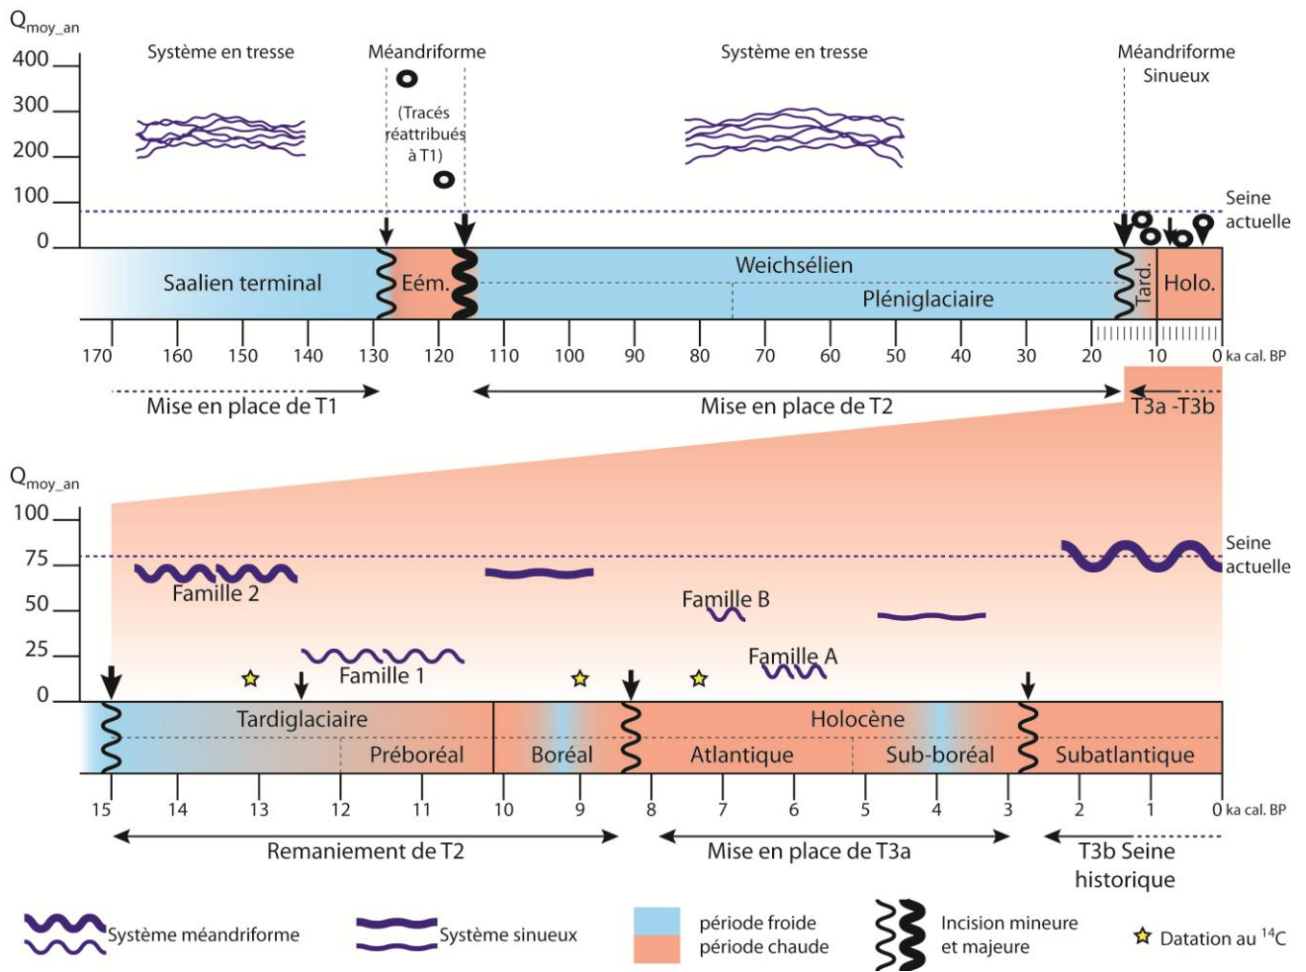 Qmoy_an
Système en tresse
Méandriforme
Système en tresse
Méandriforme
Sinueux
400
300
200
100
0
(Tracés
réattribués
à T1)
Seine
actuelle
Saalien terminal
Eém.
Weichsélien
Pléniglaciaire
Tard.
Holo.
170 160 150 140 130 120 110 100 90 80 70 60 50 40 30 20 10 0 ka cal. BP
Mise en place de T1
Mise en place de T2
T3a -T3b
Qmoy_an
100
75
50
25
0
Seine
actuelle
Famille 2
Famille 1
Famille B
Famille A
Tardiglaciaire
Holocène
Préboréal
Boréal
Atlantique
Sub-boréal
Subatlantique
15 14 13 12 11 10 9 8 7 6 5 4 3 2 1 0 ka cal. BP
Remaniement de T2
Mise en place de T3a
T3b Seine
historique
Système méandriforme
Système sinueux
période froide
période chaude
Incision mineure
et majeure
Datation au ¹⁴C